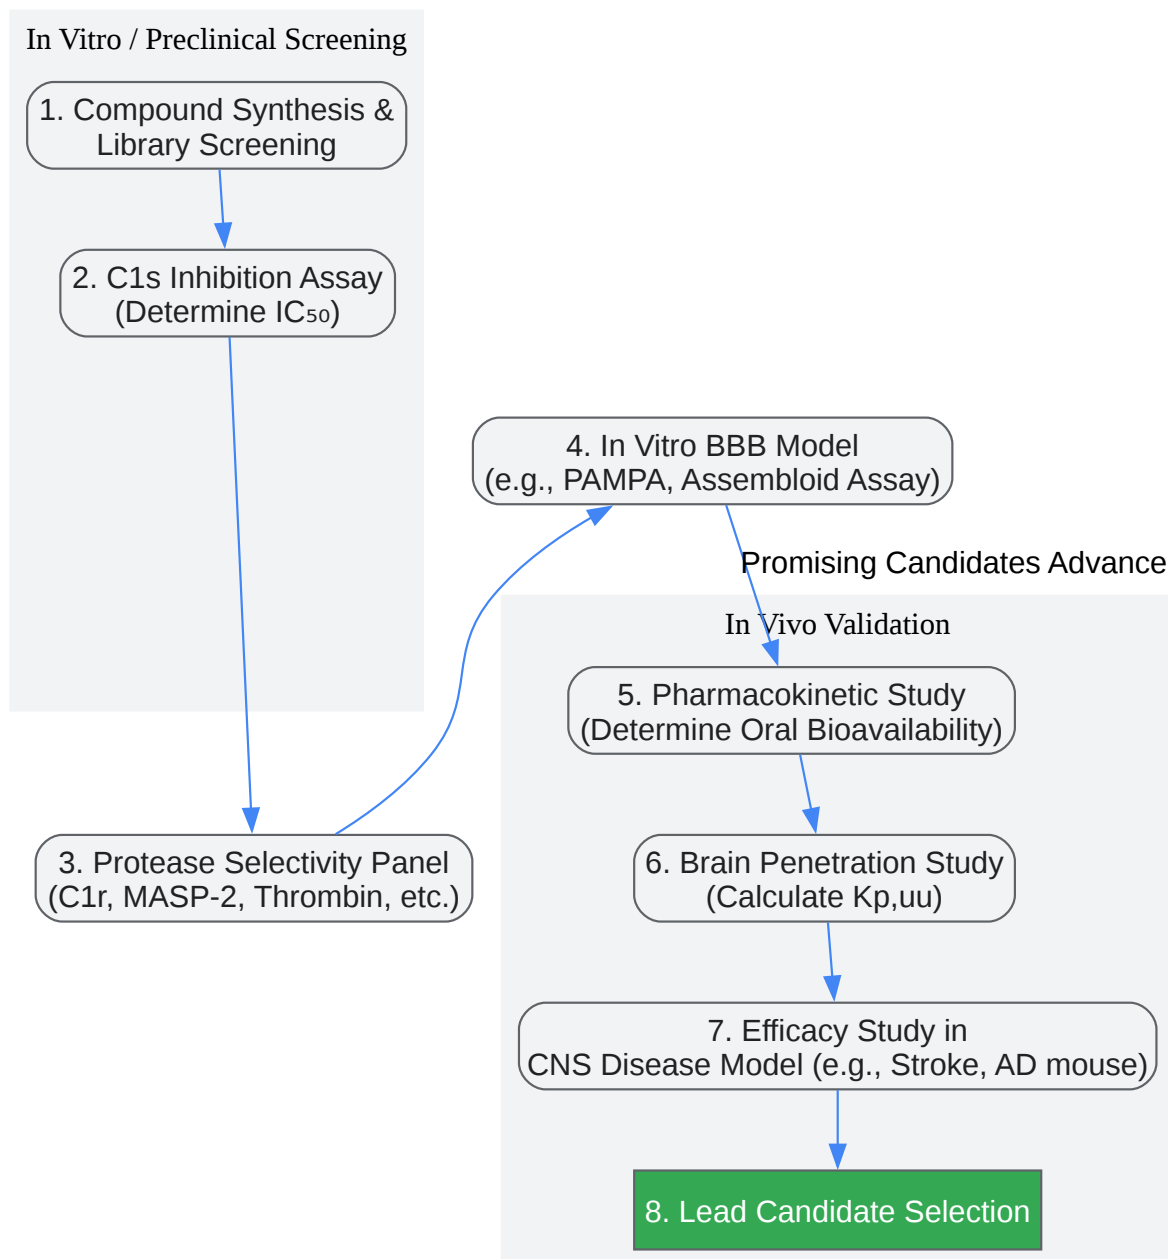 In Vitro / Preclinical Screening
1. Compound Synthesis &
Library Screening
2. C1s Inhibition Assay
(Determine IC₅₀)
3. Protease Selectivity Panel
(C1r, MASP-2, Thrombin, etc.)
4. In Vitro BBB Model
(e.g., PAMPA, Assembloid Assay)
Promising Candidates Advance
In Vivo Validation
5. Pharmacokinetic Study
(Determine Oral Bioavailability)
6. Brain Penetration Study
(Calculate Kp,uu)
7. Efficacy Study in
CNS Disease Model (e.g., Stroke, AD mouse)
8. Lead Candidate Selection